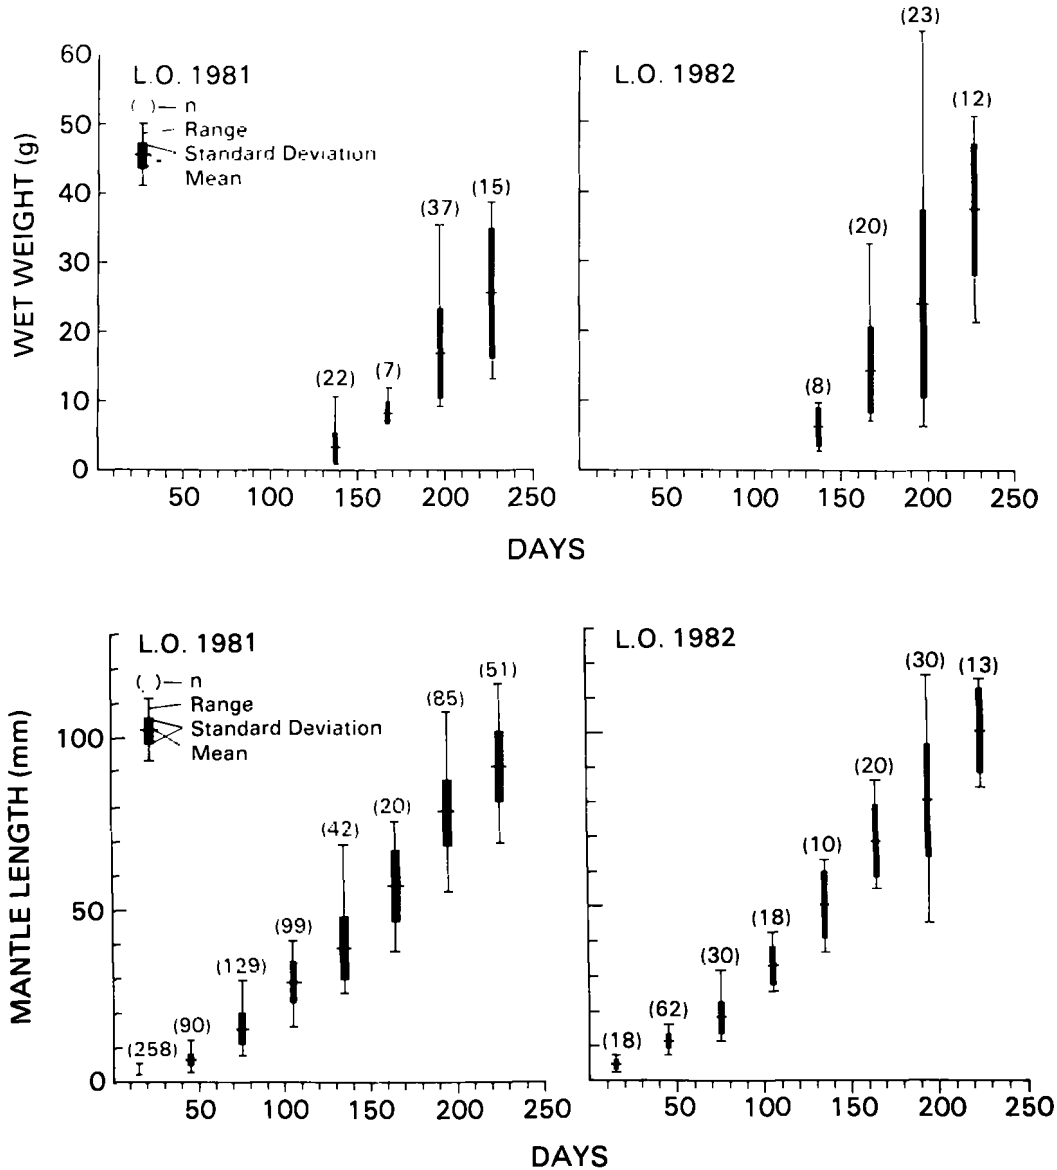 (23)
60
L.O. 1981
L.O. 1982
( )— n
(12)
50
Range
Standard Deviation
Mean
WET WEIGHT (g)
40
(37)
(15)
(20)
30
20
(22)
(7)
(8)
10
0
50 100 150 200 250
50 100 150 200 250
DAYS
L.O. 1981
L.O. 1982
( )— n
Range
Standard Deviation
Mean
(51)
(30)
(13)
(85)
100
(20)
(20)
(42)
(10)
MANTLE LENGTH (mm)
50
(99)
(18)
(129)
(30)
(90)
(62)
(258)
(18)
0
50 100 150 200 250
50 100 150 200 250
DAYS